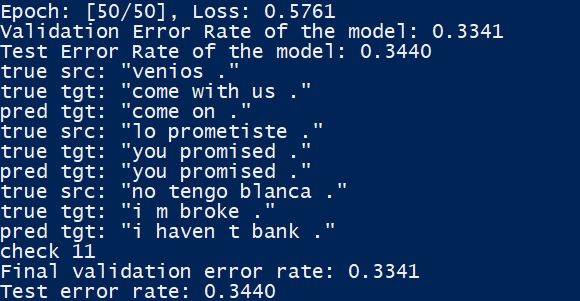 Epoch: [50/50], Loss: 0.5761
Validation Error Rate of the model: 0.3341
Test Error Rate of the model: 0.3440
true src: "venios ."
true tgt: "come with us ."
pred tgt: "come on ."
true src: "lo prometiste ."
true tgt: "you promised ."
pred tgt: "you promised ."
true src: "no tengo blanca ."
true tgt: "i m broke ."
pred tgt: "i haven t bank ."
check 11
Final validation error rate: 0.3341
Test error rate: 0.3440